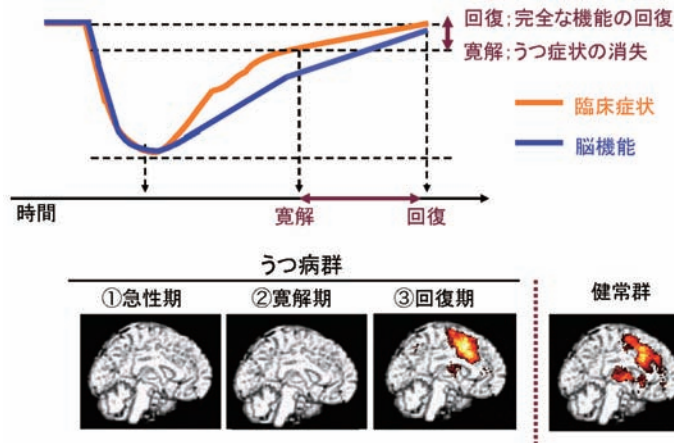 回復;完全な機能の回復
寛解;うつ症状の消失
臨床症状
脳機能
時間
寛解
回復
うつ病群
①急性期
②寛解期
③回復期
健常群